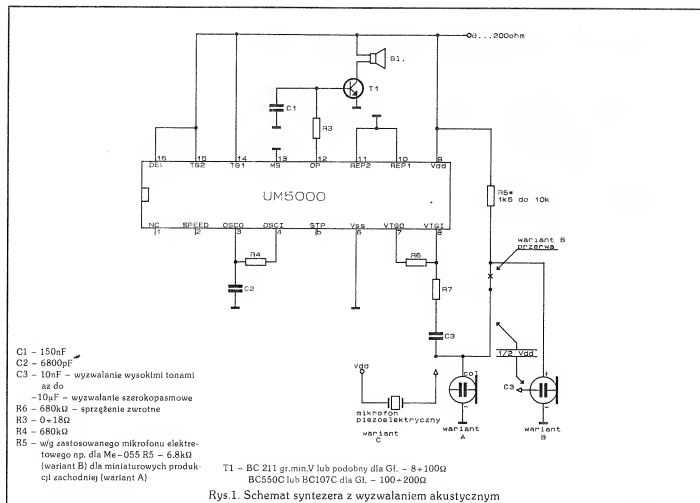 8...200ohm
Gł.
T1
C1
R3
16 15 14 13 12 11 10 9
DEL TG2 TG1 MS OP REP2 REP1 Vdd
UM5000
NC SPEED OSCO OSCI STP Vss VTGO VTGI
1 2 3 4 5 6 7 8
R5*
1k5 do 10k
wariant B
przerwa
R4
R6
R7
C2
C3
1/2 Vdd
Vdd
co1
+
C3
-
-
mikrofon
piezoelektryczny
wariant
C
wariant
A
wariant
B
C1 – 150nF
C2 – 6800pF
C3 – 10nF – wyzwalanie wysokimi tonami
aż do
–10µF – wyzwalanie szerokopasmowe
R6 – 680kΩ – sprzężenie zwrotne
R3 – 0÷18Ω
R4 – 680kΩ
R5 – w/g zastosowanego mikrofonu elektre-
towego np. dla Me–055 R5 – 6.8kΩ
(wariant B) dla miniaturowych produk-
cji zachodniej (wariant A)
T1 – BC 211 gr.min.V lub podobny dla Gł. – 8÷100Ω
BC550C lub BC107C dla Gł. – 100÷200Ω
Rys.1. Schemat syntezera z wyzwalaniem akustycznym